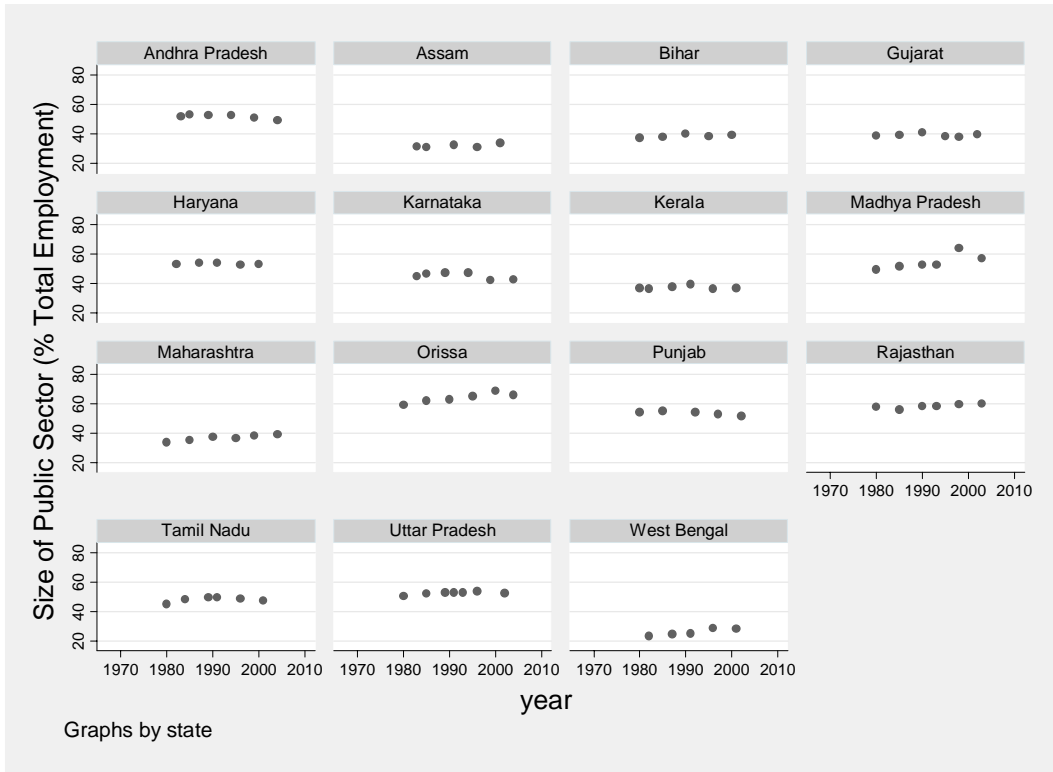 Size of Public Sector (% Total Employment)
Andhra Pradesh Assam Bihar Gujarat
80
60
40
20
Haryana Karnataka Kerala Madhya Pradesh
80
60
40
20
Maharashtra Orissa Punjab Rajasthan
80
60
40
20
1970 1980 1990 2000 2010
Tamil Nadu Uttar Pradesh West Bengal
80
60
40
20
1970 1980 1990 2000 2010 1970 1980 1990 2000 2010 1970 1980 1990 2000 2010
year
Graphs by state